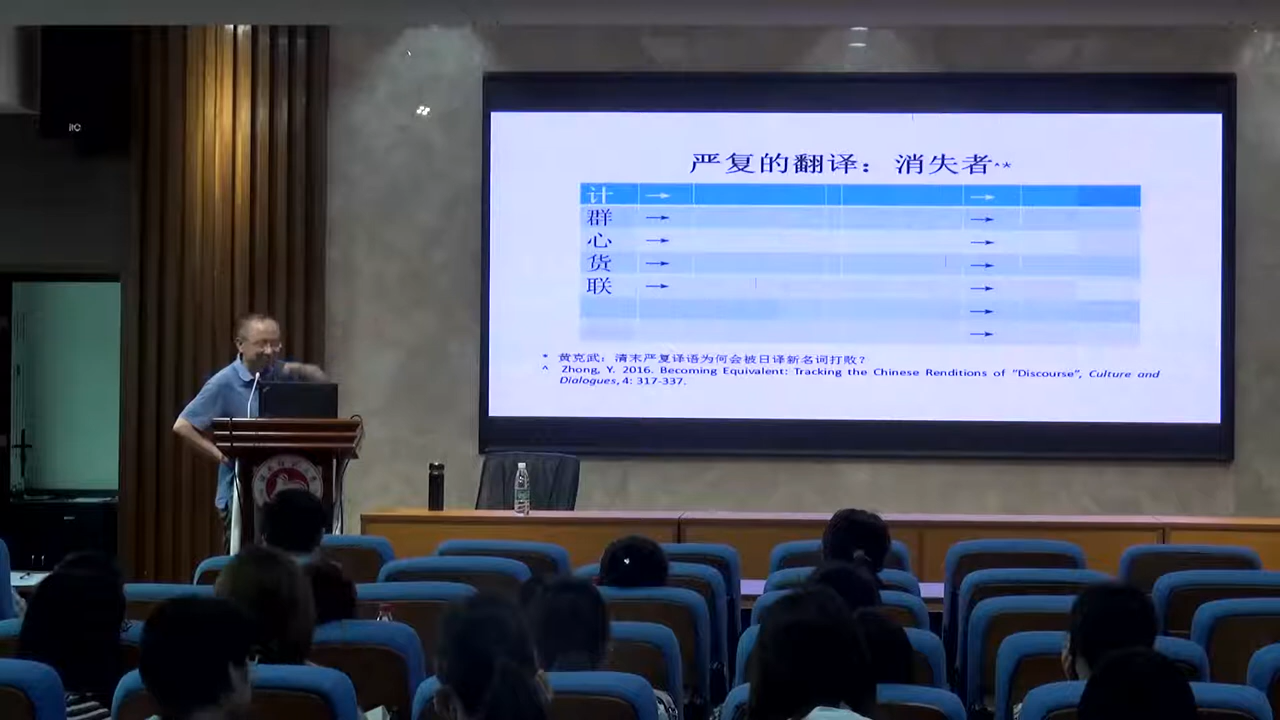 严复的翻译：消失者^*
计 → →
群 → →
心 → →
货 → →
联 → →
→
→
* 黄克武：清末严复译语为何会被日译新名词打败？
^ Zhong, Y. 2016. Becoming Equivalent: Tracking the Chinese Renditions of "Discourse", Culture and
Dialogues, 4: 317-337.